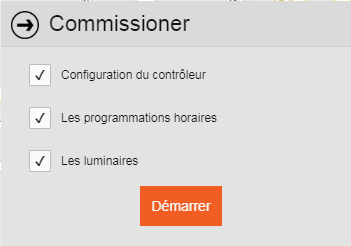 Commissioner
Configuration du contrôleur
Les programmations horaires
Les luminaires
Démarrer